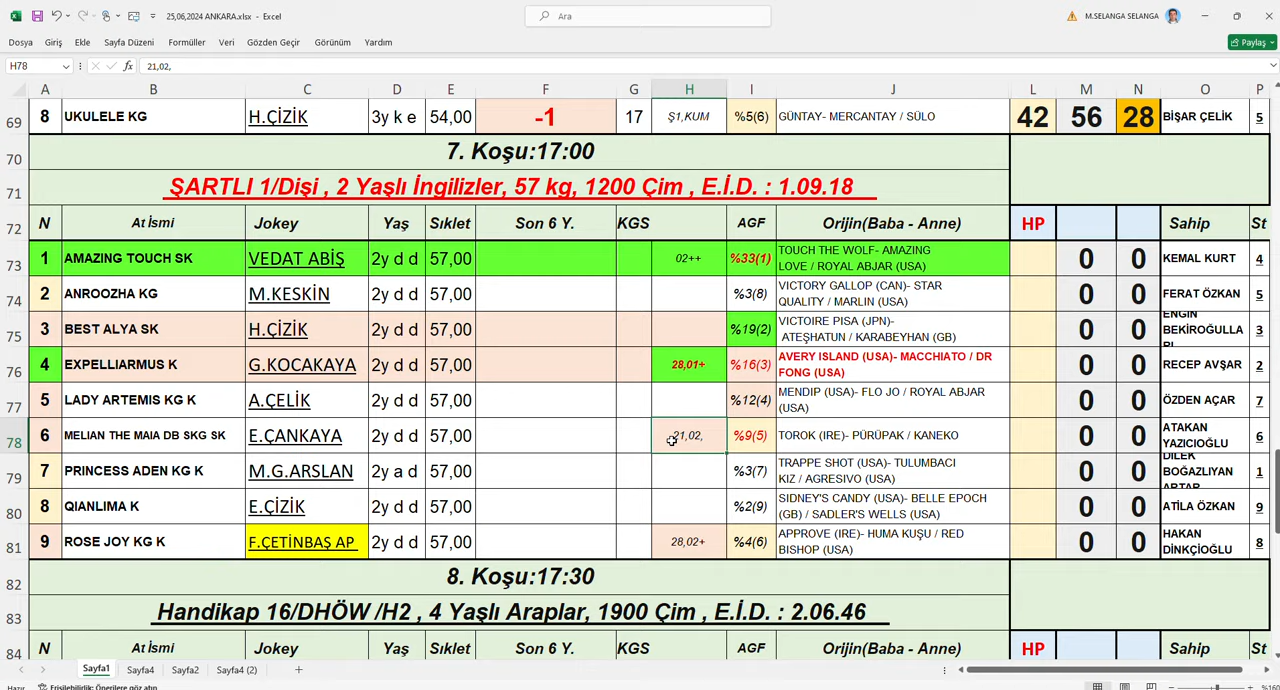 25,06,2024 ANKARA.xlsx - Excel
Ara
M.SELANGA SELANGA
Dosya Giriş Ekle Sayfa Düzeni Formüller Veri Gözden Geçir Görünüm Yardım
Paylaş
H78 fx 21,02,
A B C D E F G H I J L M N O P
69 8 UKULELE KG H.ÇİZİK 3y k e 54,00 -1 17 Ş1,KUM %5(6) GÜNTAY- MERCANTAY / SÜLO 42 56 28 BİŞAR ÇELİK 5
70 7. Koşu:17:00
71 ŞARTLI 1/Dişi , 2 Yaşlı İngilizler, 57 kg, 1200 Çim , E.İ.D. : 1.09.18
72 N At İsmi Jokey Yaş Sıklet Son 6 Y. KGS AGF Orijin(Baba - Anne) HP Sahip St
73 1 AMAZING TOUCH SK VEDAT ABİŞ 2y d d 57,00 02++ %33(1) TOUCH THE WOLF- AMAZING
LOVE / ROYAL ABJAR (USA) 0 0 KEMAL KURT 4
74 2 ANROOZHA KG M.KESKİN 2y d d 57,00 %3(8) VICTORY GALLOP (CAN)- STAR
QUALITY / MARLIN (USA) 0 0 FERAT ÖZKAN 5
75 3 BEST ALYA SK H.ÇİZİK 2y d d 57,00 %19(2) VICTOIRE PISA (JPN)-
ATEŞHATUN / KARABEYHAN (GB) 0 0 ENGİN
BEKİROĞULLA
RI 3
76 4 EXPELLIARMUS K G.KOCAKAYA 2y d d 57,00 28,01+ %16(3) AVERY ISLAND (USA)- MACCHIATO / DR
FONG (USA) 0 0 RECEP AVŞAR 2
77 5 LADY ARTEMIS KG K A.ÇELİK 2y d d 57,00 %12(4) MENDIP (USA)- FLO JO / ROYAL ABJAR
(USA) 0 0 ÖZDEN AÇAR 7
78 6 MELIAN THE MAIA DB SKG SK E.ÇANKAYA 2y d d 57,00 21,02, %9(5) TOROK (IRE)- PÜRÜPAK / KANEKO 0 0 ATAKAN
YAZICIOĞLU 6
79 7 PRINCESS ADEN KG K M.G.ARSLAN 2y a d 57,00 %3(7) TRAPPE SHOT (USA)- TULUMBACI
KIZ / AGRESIVO (USA) 0 0 DİLEK
BOĞAZLIYAN
ARTAR 1
80 8 QIANLIMA K E.ÇİZİK 2y d d 57,00 %2(9) SIDNEY'S CANDY (USA)- BELLE EPOCH
(GB) / SADLER'S WELLS (USA) 0 0 ATİLA ÖZKAN 9
81 9 ROSE JOY KG K F.ÇETİNBAŞ AP 2y d d 57,00 28,02+ %4(6) APPROVE (IRE)- HUMA KUŞU / RED
BISHOP (USA) 0 0 HAKAN
DİNKÇİOĞLU 8
82 8. Koşu:17:30
83 Handikap 16/DHÖW /H2 , 4 Yaşlı Araplar, 1900 Çim , E.İ.D. : 2.06.46
84 N At İsmi Jokey Yaş Sıklet Son 6 Y. KGS AGF Orijin(Baba - Anne) HP Sahip St
Sayfa1 Sayfa4 Sayfa2 Sayfa4 (2)
Hazır Erişilebilirlik: Önerilere göz atın %160